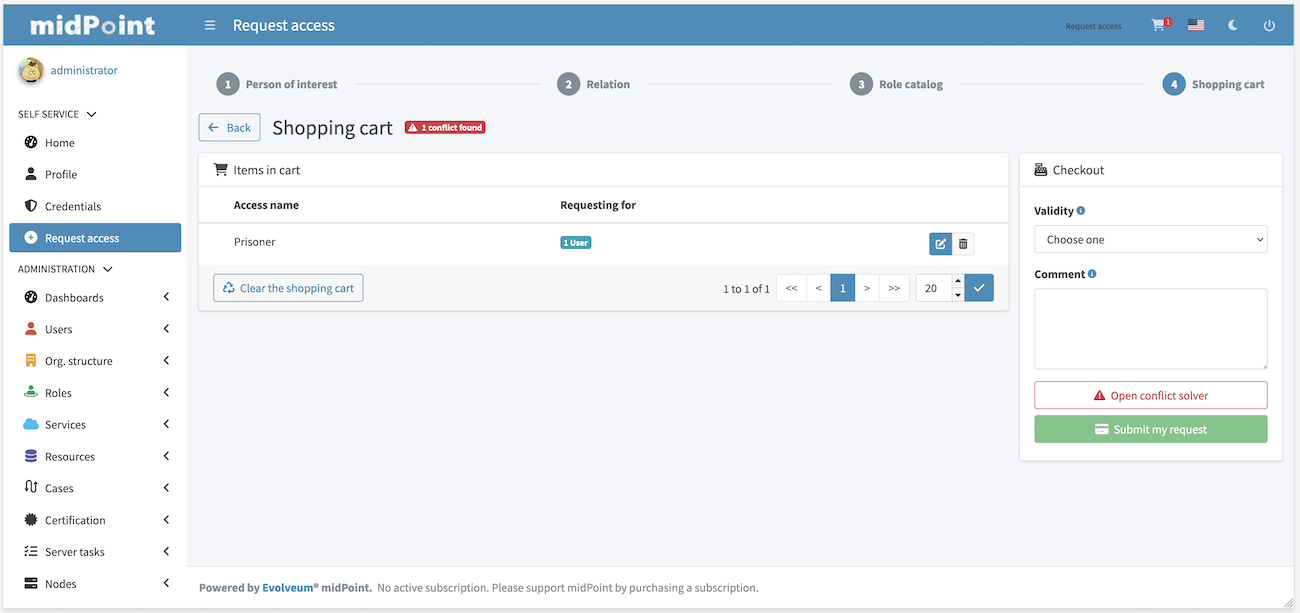 midPoint
Request access
Request access
1
administrator
1 Person of interest
2 Relation
3 Role catalog
4 Shopping cart
SELF SERVICE
Home
Profile
Credentials
Request access
ADMINISTRATION
Dashboards
Users
Org. structure
Roles
Services
Resources
Cases
Certification
Server tasks
Nodes
Back
Shopping cart
1 conflict found
Items in cart
Access name Requesting for
Prisoner 1 User
Clear the shopping cart
1 to 1 of 1 << < 1 > >> 20
Checkout
Validity
Choose one
Comment
Open conflict solver
Submit my request
Powered by Evolveum® midPoint. No active subscription. Please support midPoint by purchasing a subscription.